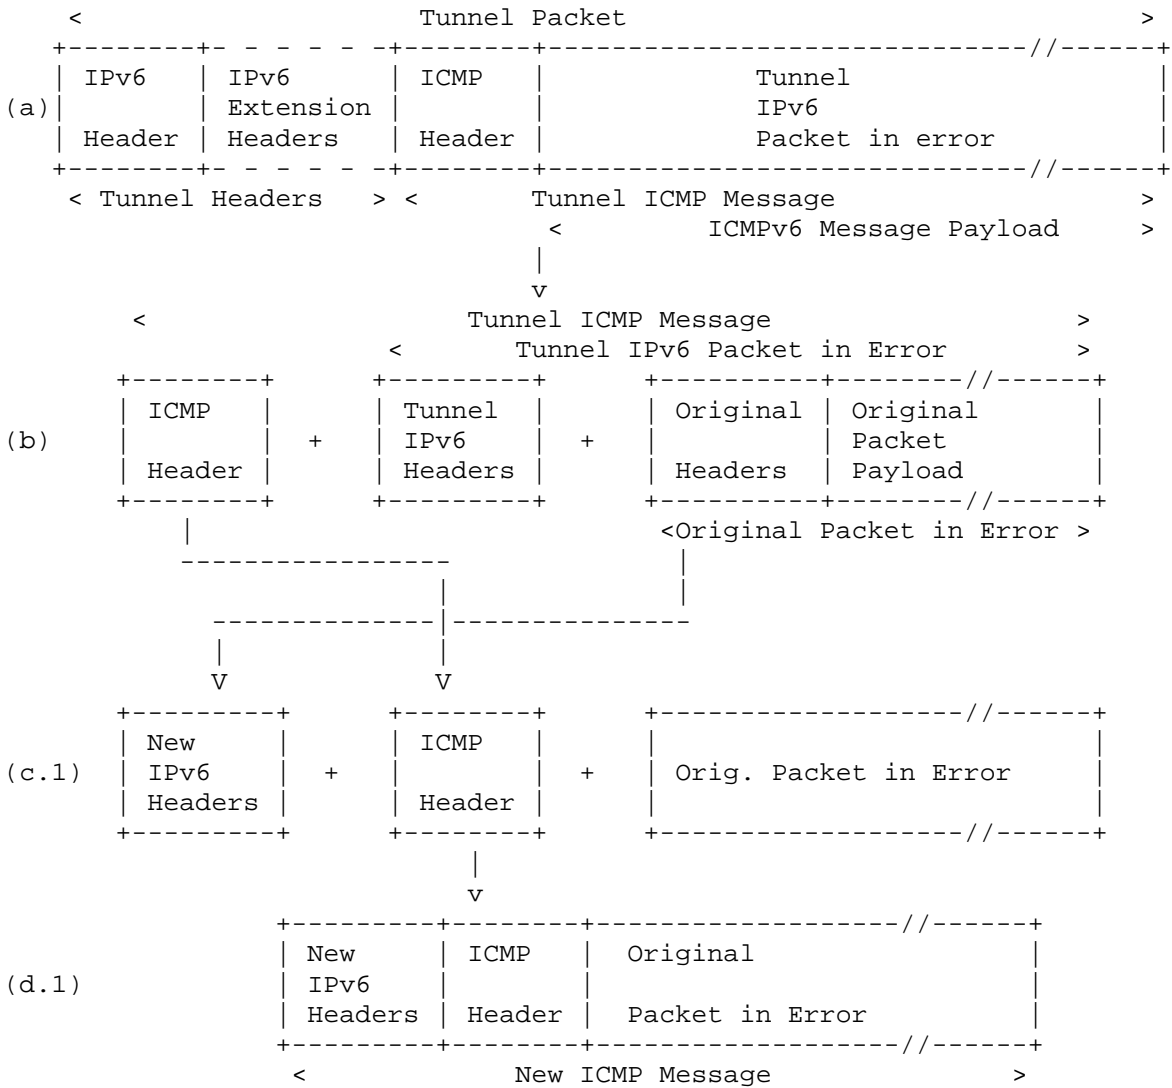 <                     Tunnel Packet                                >
+--------+- - - - - -+--------+------------------------------//------+
| IPv6   | IPv6      | ICMP   |             Tunnel                   |
(a)|        | Extension |        |             IPv6                     |
| Header | Headers   | Header |             Packet in error          |
+--------+- - - - - -+--------+------------------------------//------+
< Tunnel Headers   > <       Tunnel ICMP Message                   >
<         ICMPv6 Message Payload     >
|
v
<                    Tunnel ICMP Message                   >
<       Tunnel IPv6 Packet in Error        >
+--------+      +---------+      +----------+--------//------+
| ICMP   |      | Tunnel  |      | Original | Original       |
(b)    |        |  +   | IPv6    |  +   |          | Packet         |
| Header |      | Headers |      | Headers  | Payload        |
+--------+      +---------+      +----------+--------//------+
|                              <Original Packet in Error >
-----------------              |
|              |
--------------|---------------
|             |
V             V
+---------+      +--------+      +-------------------//------+
| New     |      | ICMP   |      |                           |
(c.1)  | IPv6    |  +   |        |  +   | Orig. Packet in Error     |
| Headers |      | Header |      |                           |
+---------+      +--------+      +-------------------//------+
|
v
+---------+--------+-------------------//------+
| New     | ICMP   |  Original                 |
(d.1)            | IPv6    |        |                           |
| Headers | Header |  Packet in Error          |
+---------+--------+-------------------//------+
<             New ICMP Message               >